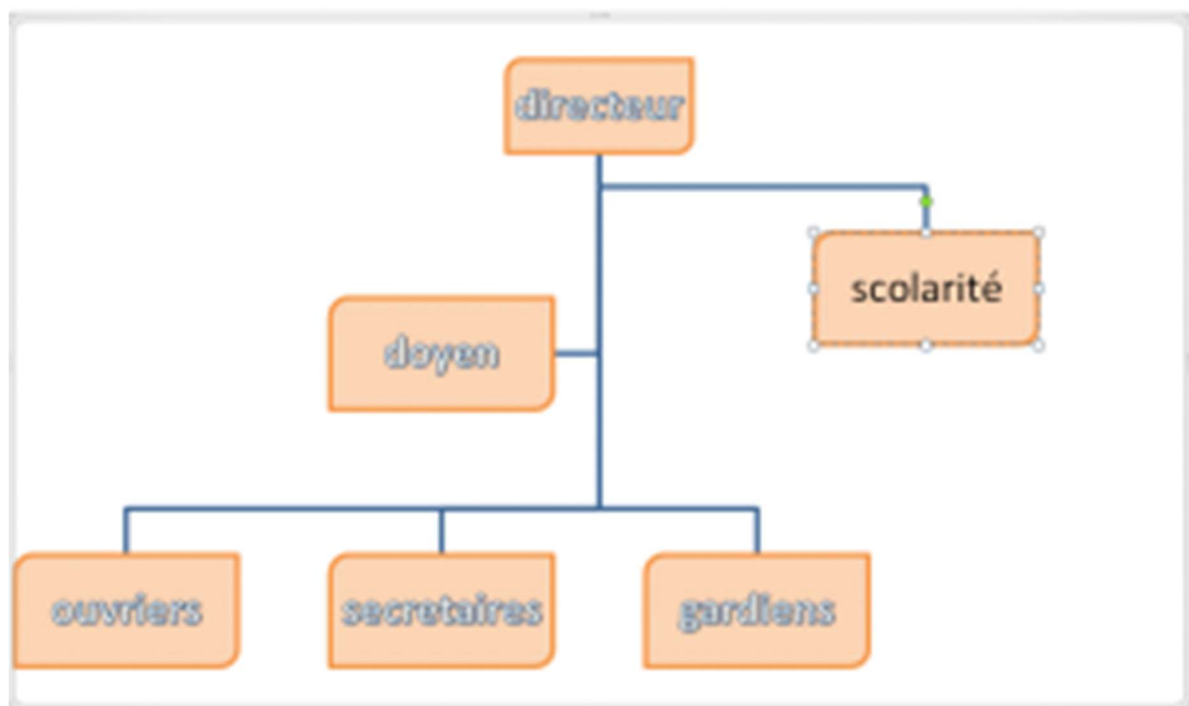 directeur
scolarité
doyen
ouvriers
secretaires
gardiens